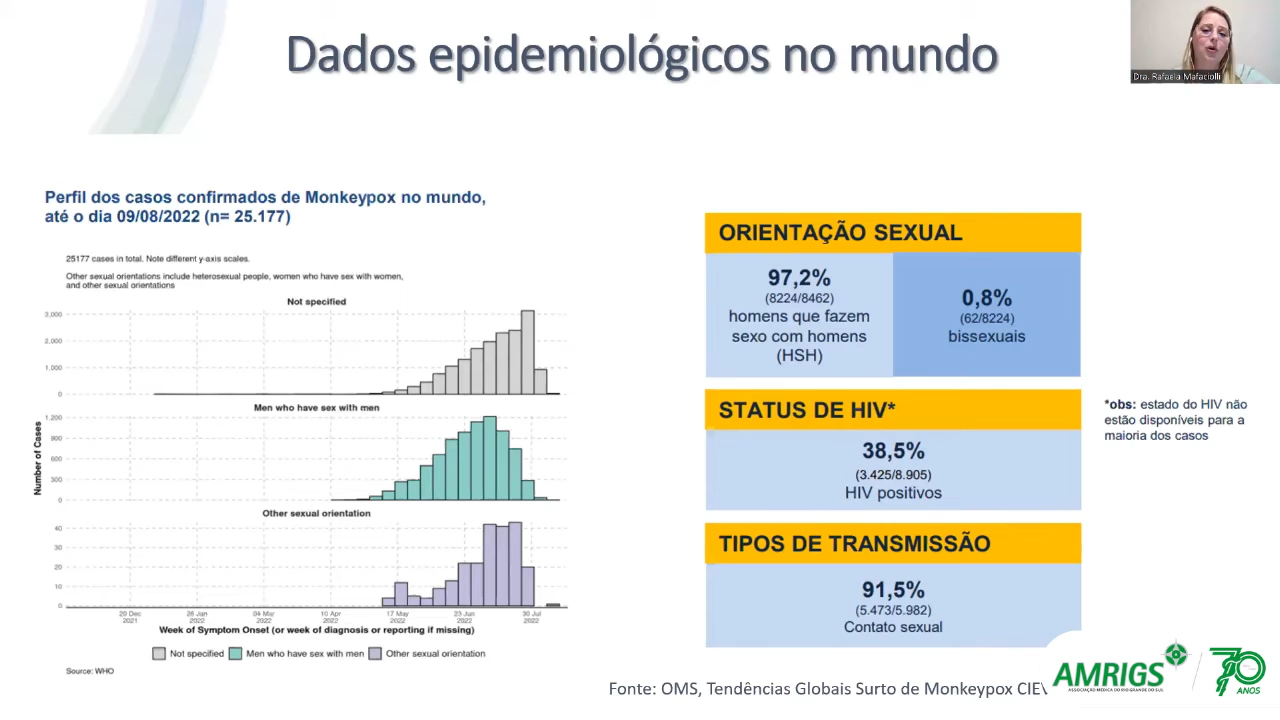 Dados epidemiológicos no mundo
Dra. Rafaela Mafaciolli
Perfil dos casos confirmados de Monkeypox no mundo,
até o dia 09/08/2022 (n= 25.177)
25177 cases in total. Note different y-axis scales.
Other sexual orientations include heterosexual people, women who have sex with women,
and other sexual orientations
Not specified
3,000
2,000
1,000
0
Men who have sex with men
1,200
900
600
300
0
Other sexual orientation
40
30
20
10
0
Number of Cases
20 Dec
2021
26 Jan
2022
04 Mar
2022
10 Apr
2022
17 May
2022
23 Jun
2022
30 Jul
2022
Week of Symptom Onset (or week of diagnosis or reporting if missing)
Not specified
Men who have sex with men
Other sexual orientation
Source: WHO
ORIENTAÇÃO SEXUAL
97,2%
(8224/8462)
homens que fazem
sexo com homens
(HSH)
0,8%
(62/8224)
bissexuais
STATUS DE HIV*
38,5%
(3.425/8.905)
HIV positivos
TIPOS DE TRANSMISSÃO
91,5%
(5.473/5.982)
Contato sexual
*obs: estado do HIV não
estão disponíveis para a
maioria dos casos
Fonte: OMS, Tendências Globais Surto de Monkeypox CIEV
AMRIGS
ASSOCIAÇÃO MÉDICA DO RIO GRANDE DO SUL
70
ANOS